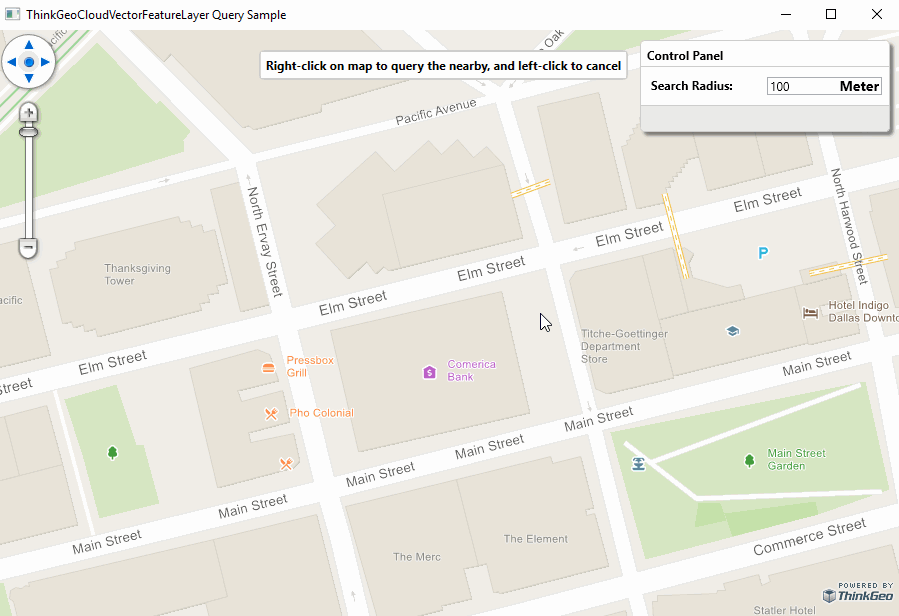 ThinkGeoCloudVectorFeatureLayer Query Sample
Pacific
Oak
Right-click on map to query the nearby, and left-click to cancel
Control Panel
Search Radius:
100
Meter
Pacific Avenue
North Ervay Street
North Harwood Street
Elm Street
Elm Street
Elm Street
Elm Street
Thanksgiving
Tower
acific
P
Hotel Indigo
Dallas Downto
Titche-Goettinger
Department
Store
Elm Street
Street
Pressbox
Grill
$
Comerica
Bank
Main Street
Pho Colonial
Main Street
Main Street
Main Street
Main Street
Main Street
Main Street
Garden
Commerce Street
The Merc
The Element
Statler Hotel
POWERED BY
ThinkGeo